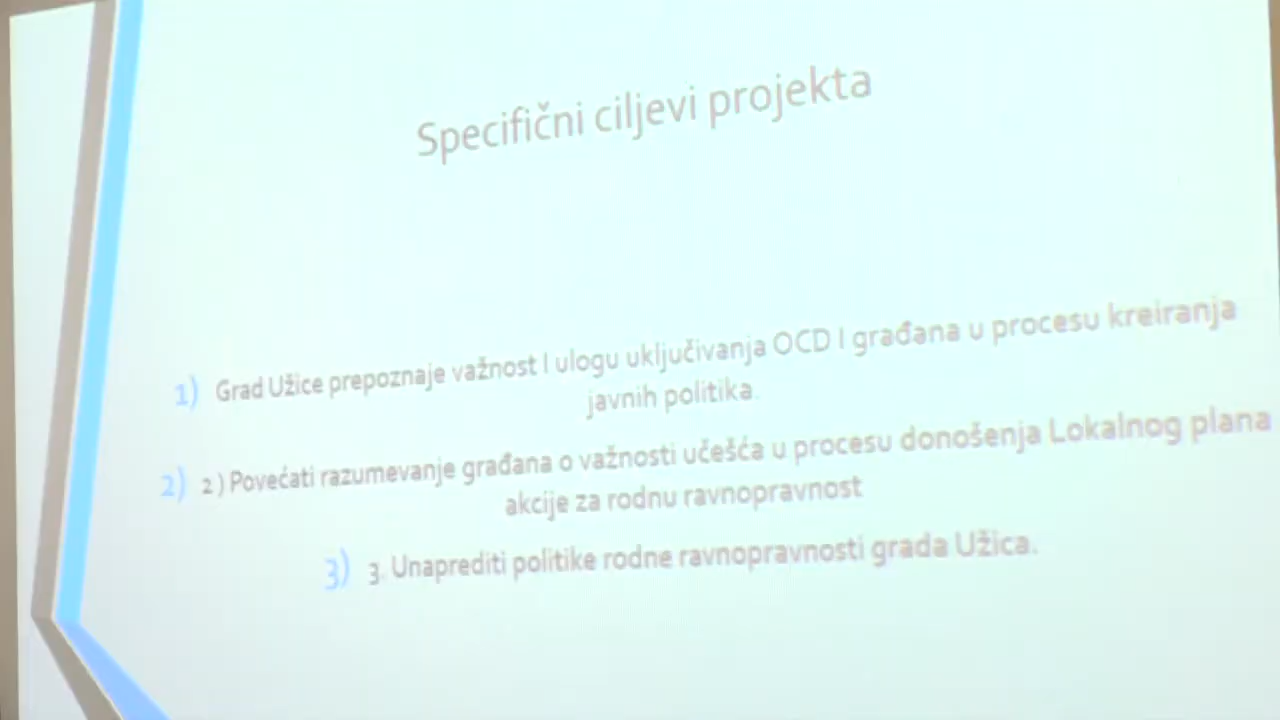 Specifični ciljevi projekta
1) Grad Užice prepoznaje važnost I ulogu uključivanja OCD I građana u procesu kreiranja
javnih politika.
2) 2 ) Povećati razumevanje građana o važnosti učešća u procesu donošenja Lokalnog plana
akcije za rodnu ravnopravnost
3) 3. Unaprediti politike rodne ravnopravnosti grada Užica.